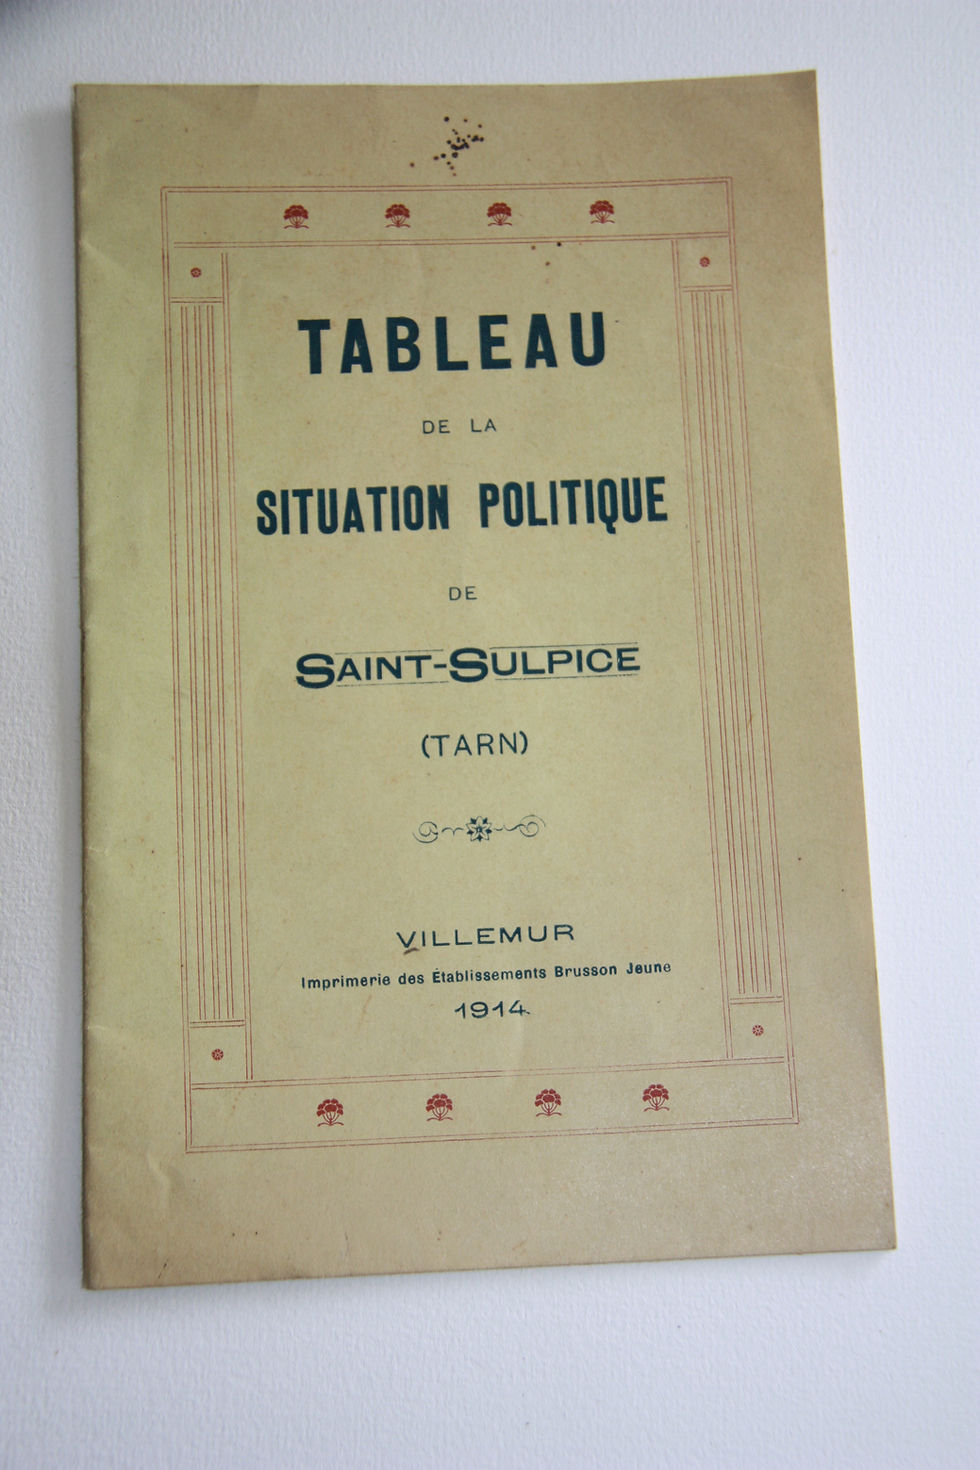 TABLEAU
DE LA
SITUATION POLITIQUE
DE
SAINT-SULPICE
(TARN)
VILLEMUR
Imprimerie des Établissements Brusson Jeune
1914